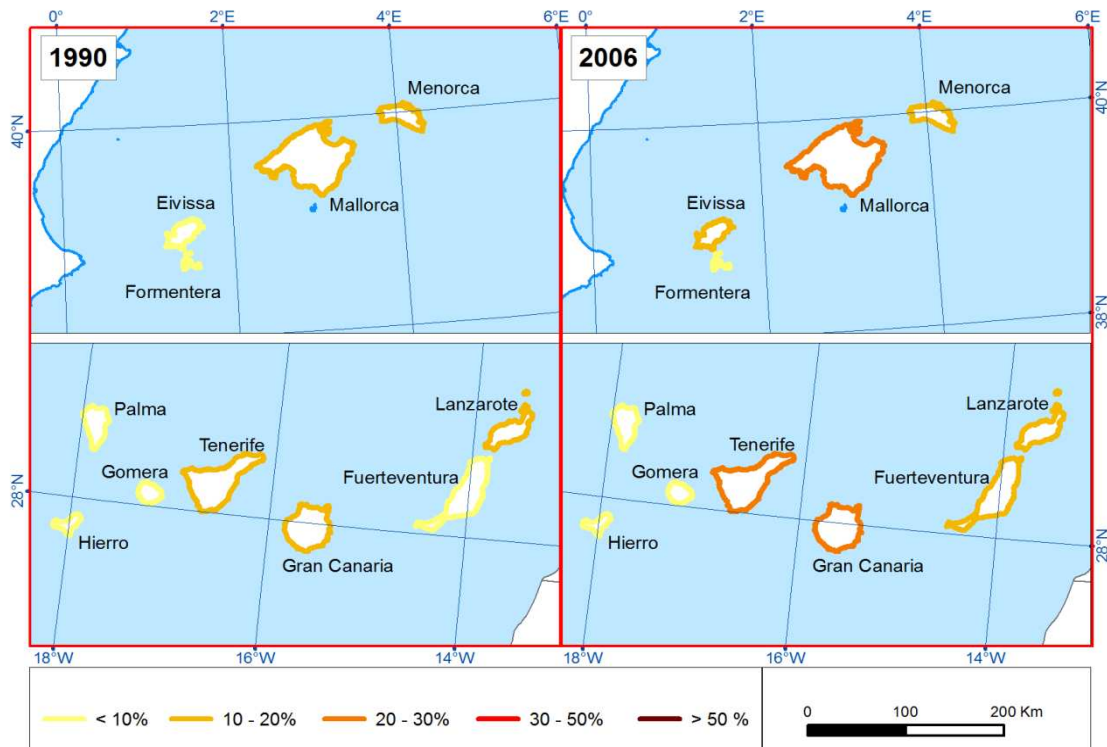 0° 2° 4° 6°E 0° 2° 4° 6°E
1990
2006
Menorca
Menorca
40°N
40°N
Eivissa
Mallorca
Eivissa
Mallorca
Formentera
Formentera
38°N
Palma
Lanzarote
Palma
Lanzarote
Tenerife
Tenerife
Gomera
Fuerteventura
Gomera
Fuerteventura
28°N
28°N
Hierro
Gran Canaria
Hierro
Gran Canaria
18°W 16°W 14°W 18°W 16°W 14°W
< 10% 10 - 20% 20 - 30% 30 - 50% > 50 %
0 100 200 Km